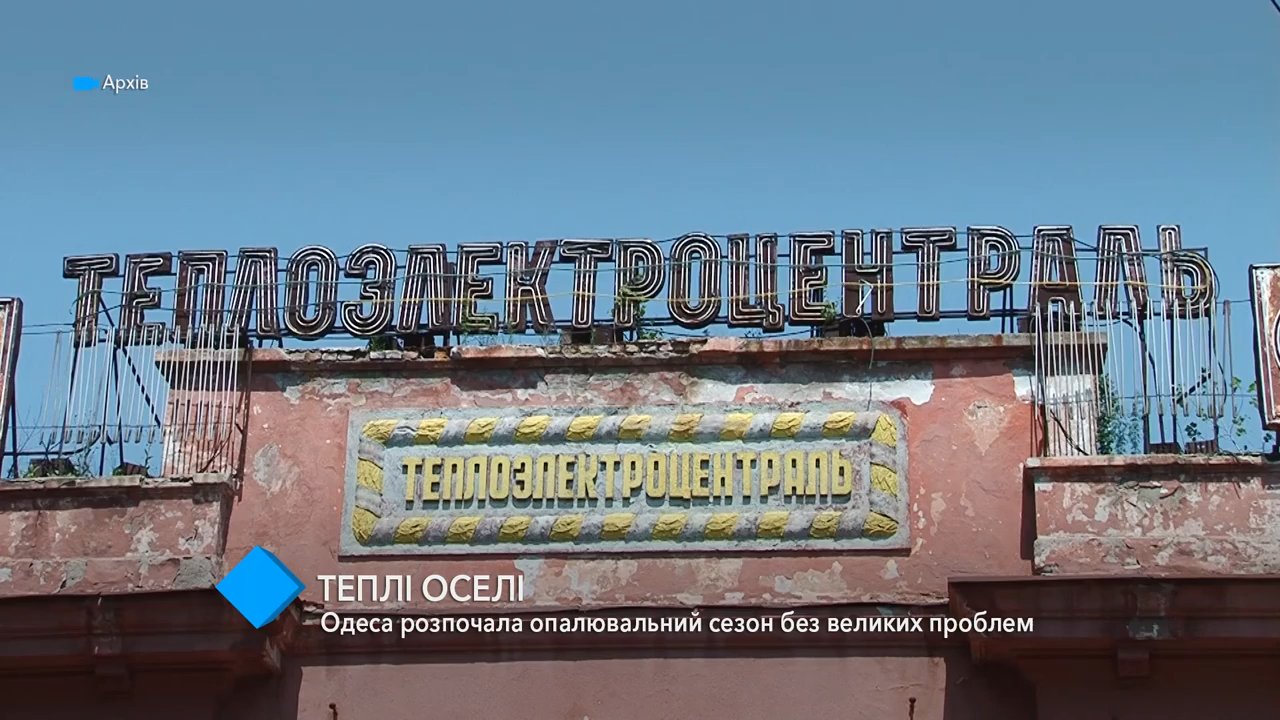 Архів
ТЕПЛОЭЛЕКТРОЦЕНТРАЛЬ
ТЕПЛОЭЛЕКТРОЦЕНТРАЛЬ
ТЕПЛІ ОСЕЛІ
Одеса розпочала опалювальний сезон без великих проблем